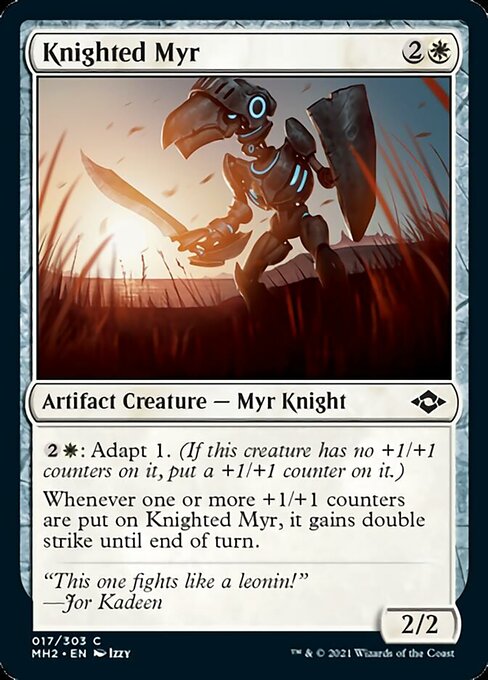 Knighted Myr 2
Artifact Creature — Myr Knight
2: Adapt 1. (If this creature has no +1/+1
counters on it, put a +1/+1 counter on it.)
Whenever one or more +1/+1 counters
are put on Knighted Myr, it gains double
strike until end of turn.
"This one fights like a leonin!"
—Jor Kadeen
2/2
017/303 C
MH2 • EN Izzy
™ & © 2021 Wizards of the Coast